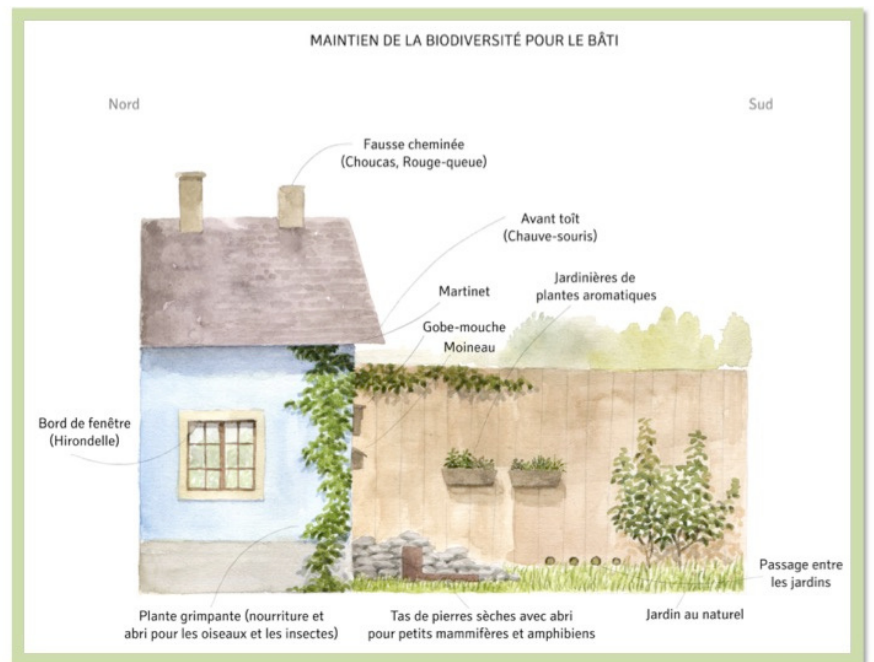 MAINTIEN DE LA BIODIVERSITÉ POUR LE BÂTI
Nord
Sud
Fausse cheminée
(Choucas, Rouge-queue)
Avant toît
(Chauve-souris)
Jardinières de
plantes aromatiques
Martinet
Gobe-mouche
Moineau
Bord de fenêtre
(Hirondelle)
Passage entre
les jardins
Plante grimpante (nourriture et
abri pour les oiseaux et les insectes)
Tas de pierres sèches avec abri
pour petits mammifères et amphibiens
Jardin au naturel